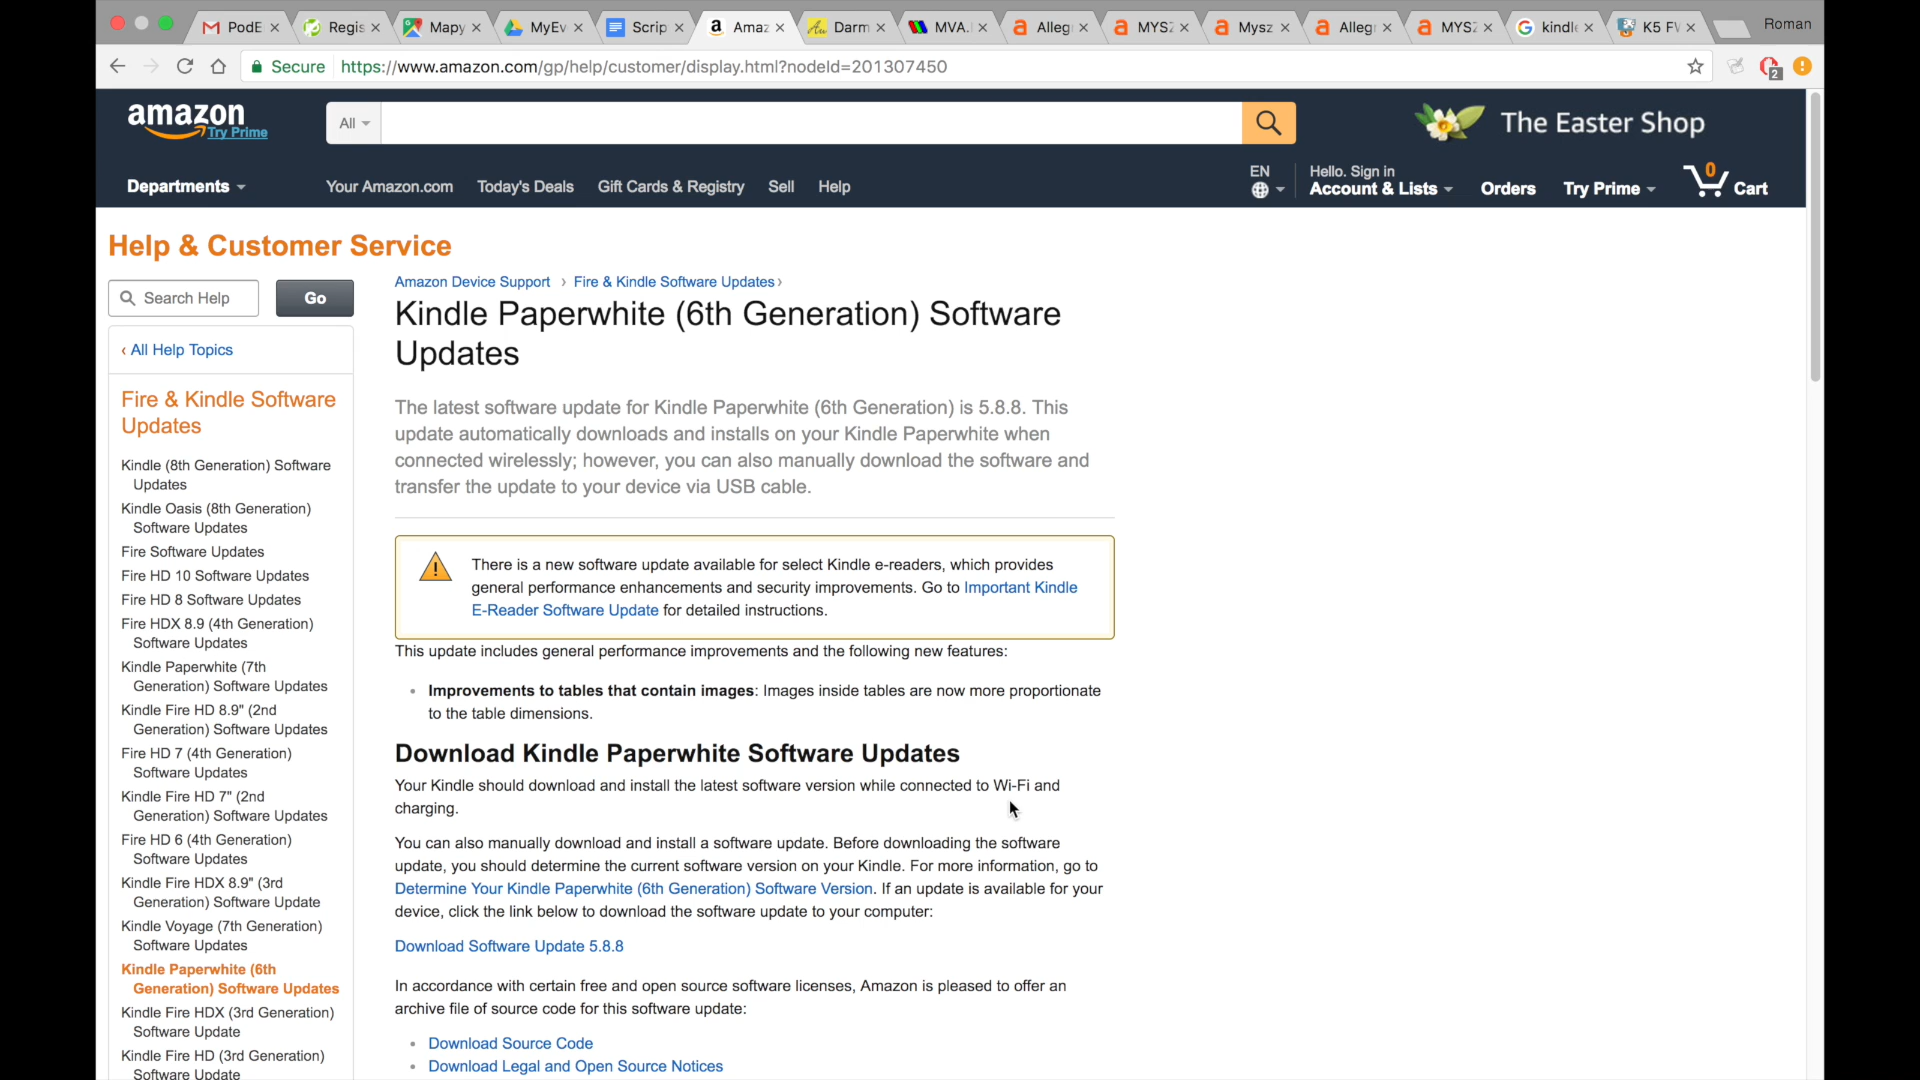 PodE
Regis
Mapy
MyEv
Scrip
Amaz
Darm
MVA.
Allegr
MYSZ
Mysz
Allegr
MYSZ
kindle
K5 FW
Roman
Secure
https://www.amazon.com/gp/help/customer/display.html?nodeId=201307450
2
amazon
Try Prime
All
The Easter Shop
Departments
Your Amazon.com
Today's Deals
Gift Cards & Registry
Sell
Help
EN
Hello. Sign in
Account & Lists
Orders
Try Prime
0
Cart
Help & Customer Service
Search Help
Go
‹ All Help Topics
Fire & Kindle Software
Updates
Kindle (8th Generation) Software
Updates
Kindle Oasis (8th Generation)
Software Updates
Fire Software Updates
Fire HD 10 Software Updates
Fire HD 8 Software Updates
Fire HDX 8.9 (4th Generation)
Software Updates
Kindle Paperwhite (7th
Generation) Software Updates
Kindle Fire HD 8.9" (2nd
Generation) Software Updates
Fire HD 7 (4th Generation)
Software Updates
Kindle Fire HD 7" (2nd
Generation) Software Updates
Fire HD 6 (4th Generation)
Software Updates
Kindle Fire HDX 8.9" (3rd
Generation) Software Update
Kindle Voyage (7th Generation)
Software Updates
Kindle Paperwhite (6th
Generation) Software Updates
Kindle Fire HDX (3rd Generation)
Software Update
Kindle Fire HD (3rd Generation)
Software Update
Amazon Device Support › Fire & Kindle Software Updates ›
Kindle Paperwhite (6th Generation) Software
Updates
The latest software update for Kindle Paperwhite (6th Generation) is 5.8.8. This
update automatically downloads and installs on your Kindle Paperwhite when
connected wirelessly; however, you can also manually download the software and
transfer the update to your device via USB cable.
There is a new software update available for select Kindle e-readers, which provides
general performance enhancements and security improvements. Go to Important Kindle
E-Reader Software Update for detailed instructions.
This update includes general performance improvements and the following new features:
• Improvements to tables that contain images: Images inside tables are now more proportionate
to the table dimensions.
Download Kindle Paperwhite Software Updates
Your Kindle should download and install the latest software version while connected to Wi-Fi and
charging.
You can also manually download and install a software update. Before downloading the software
update, you should determine the current software version on your Kindle. For more information, go to
Determine Your Kindle Paperwhite (6th Generation) Software Version. If an update is available for your
device, click the link below to download the software update to your computer:
Download Software Update 5.8.8
In accordance with certain free and open source software licenses, Amazon is pleased to offer an
archive file of source code for this software update:
• Download Source Code
• Download Legal and Open Source Notices